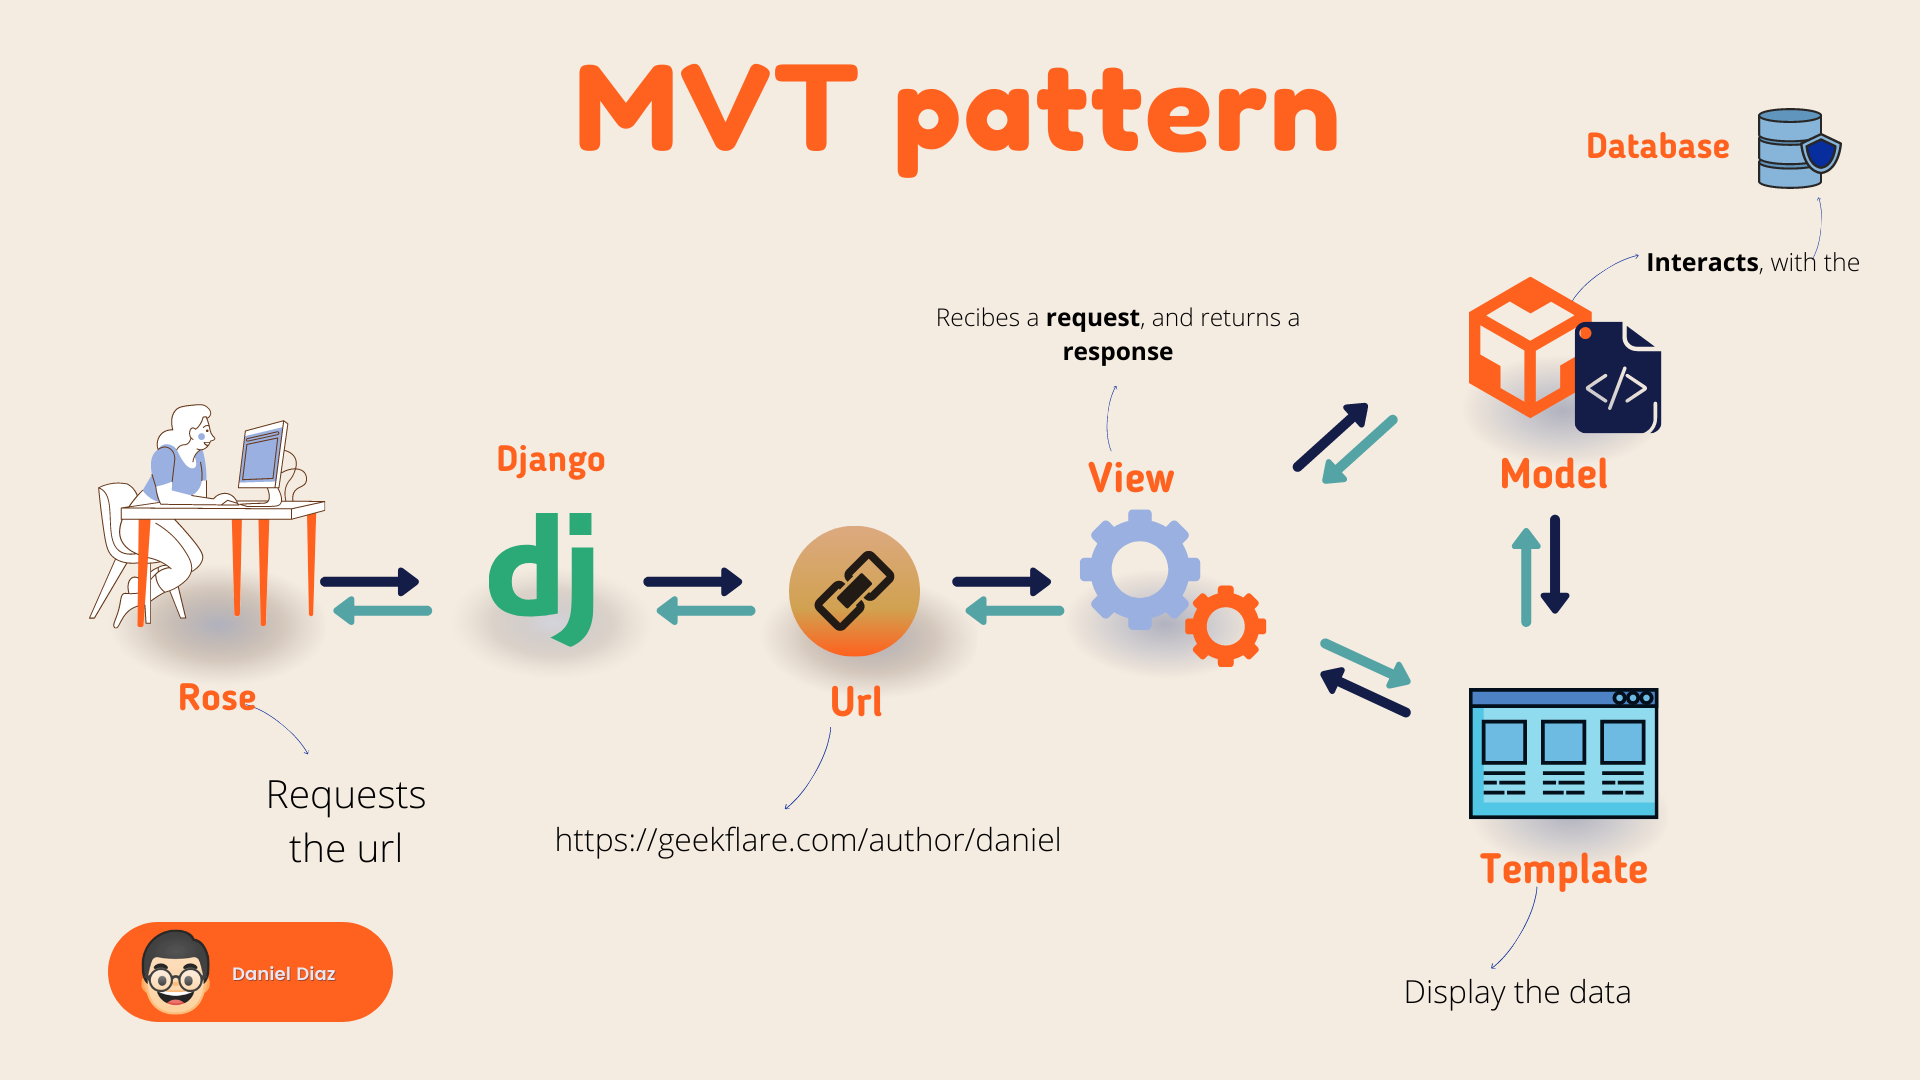 MVT pattern
Database
Interacts, with the
Recibes a request, and returns a
response
Django
View
Model
dj
</>
Rose
Url
Requests
the url
https://geekflare.com/author/daniel
Template
Daniel Diaz
Display the data